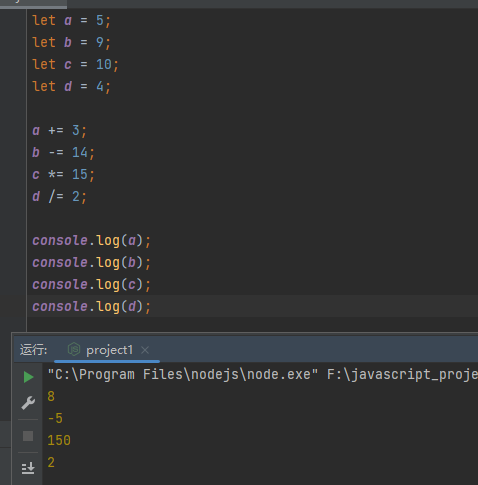 let a = 5;
let b = 9;
let c = 10;
let d = 4;
a += 3;
b -= 14;
c *= 15;
d /= 2;
console.log(a);
console.log(b);
console.log(c);
console.log(d);
运行: project1
"C:\Program Files\nodejs\node.exe" F:\javascript_proje
8
-5
150
2